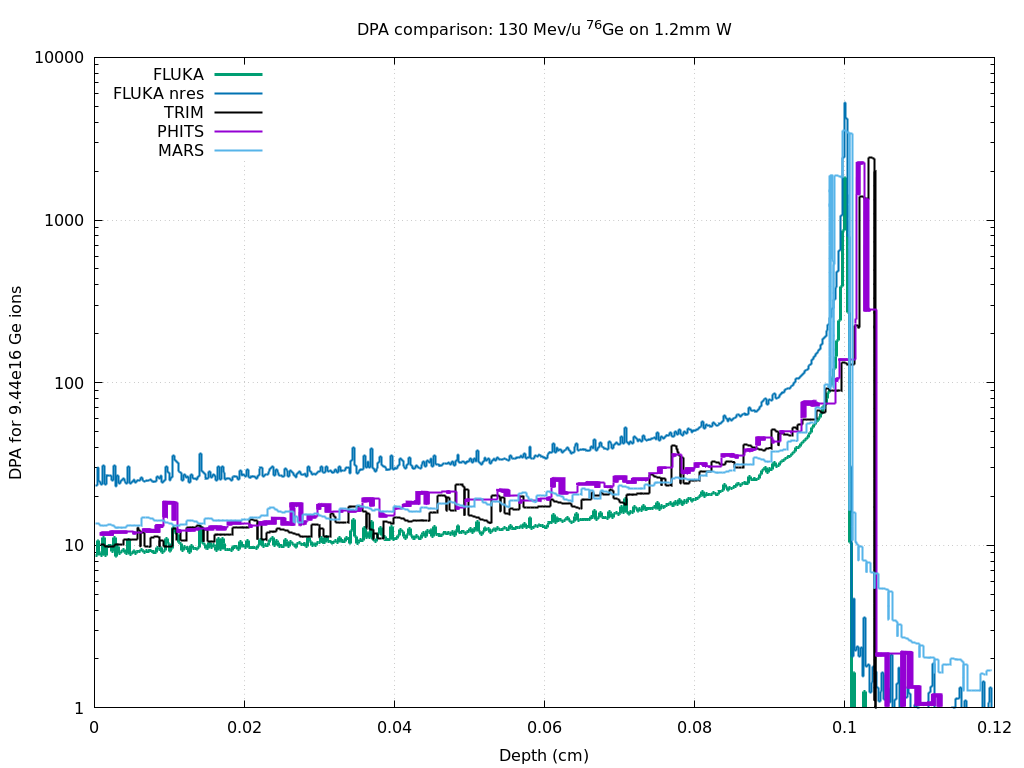 DPA comparison: 130 Mev/u ⁷⁶Ge on 1.2mm W
10000
1000
100
10
1
DPA for 9.44e16 Ge ions
FLUKA
FLUKA nres
TRIM
PHITS
MARS
0 0.02 0.04 0.06 0.08 0.1 0.12
Depth (cm)